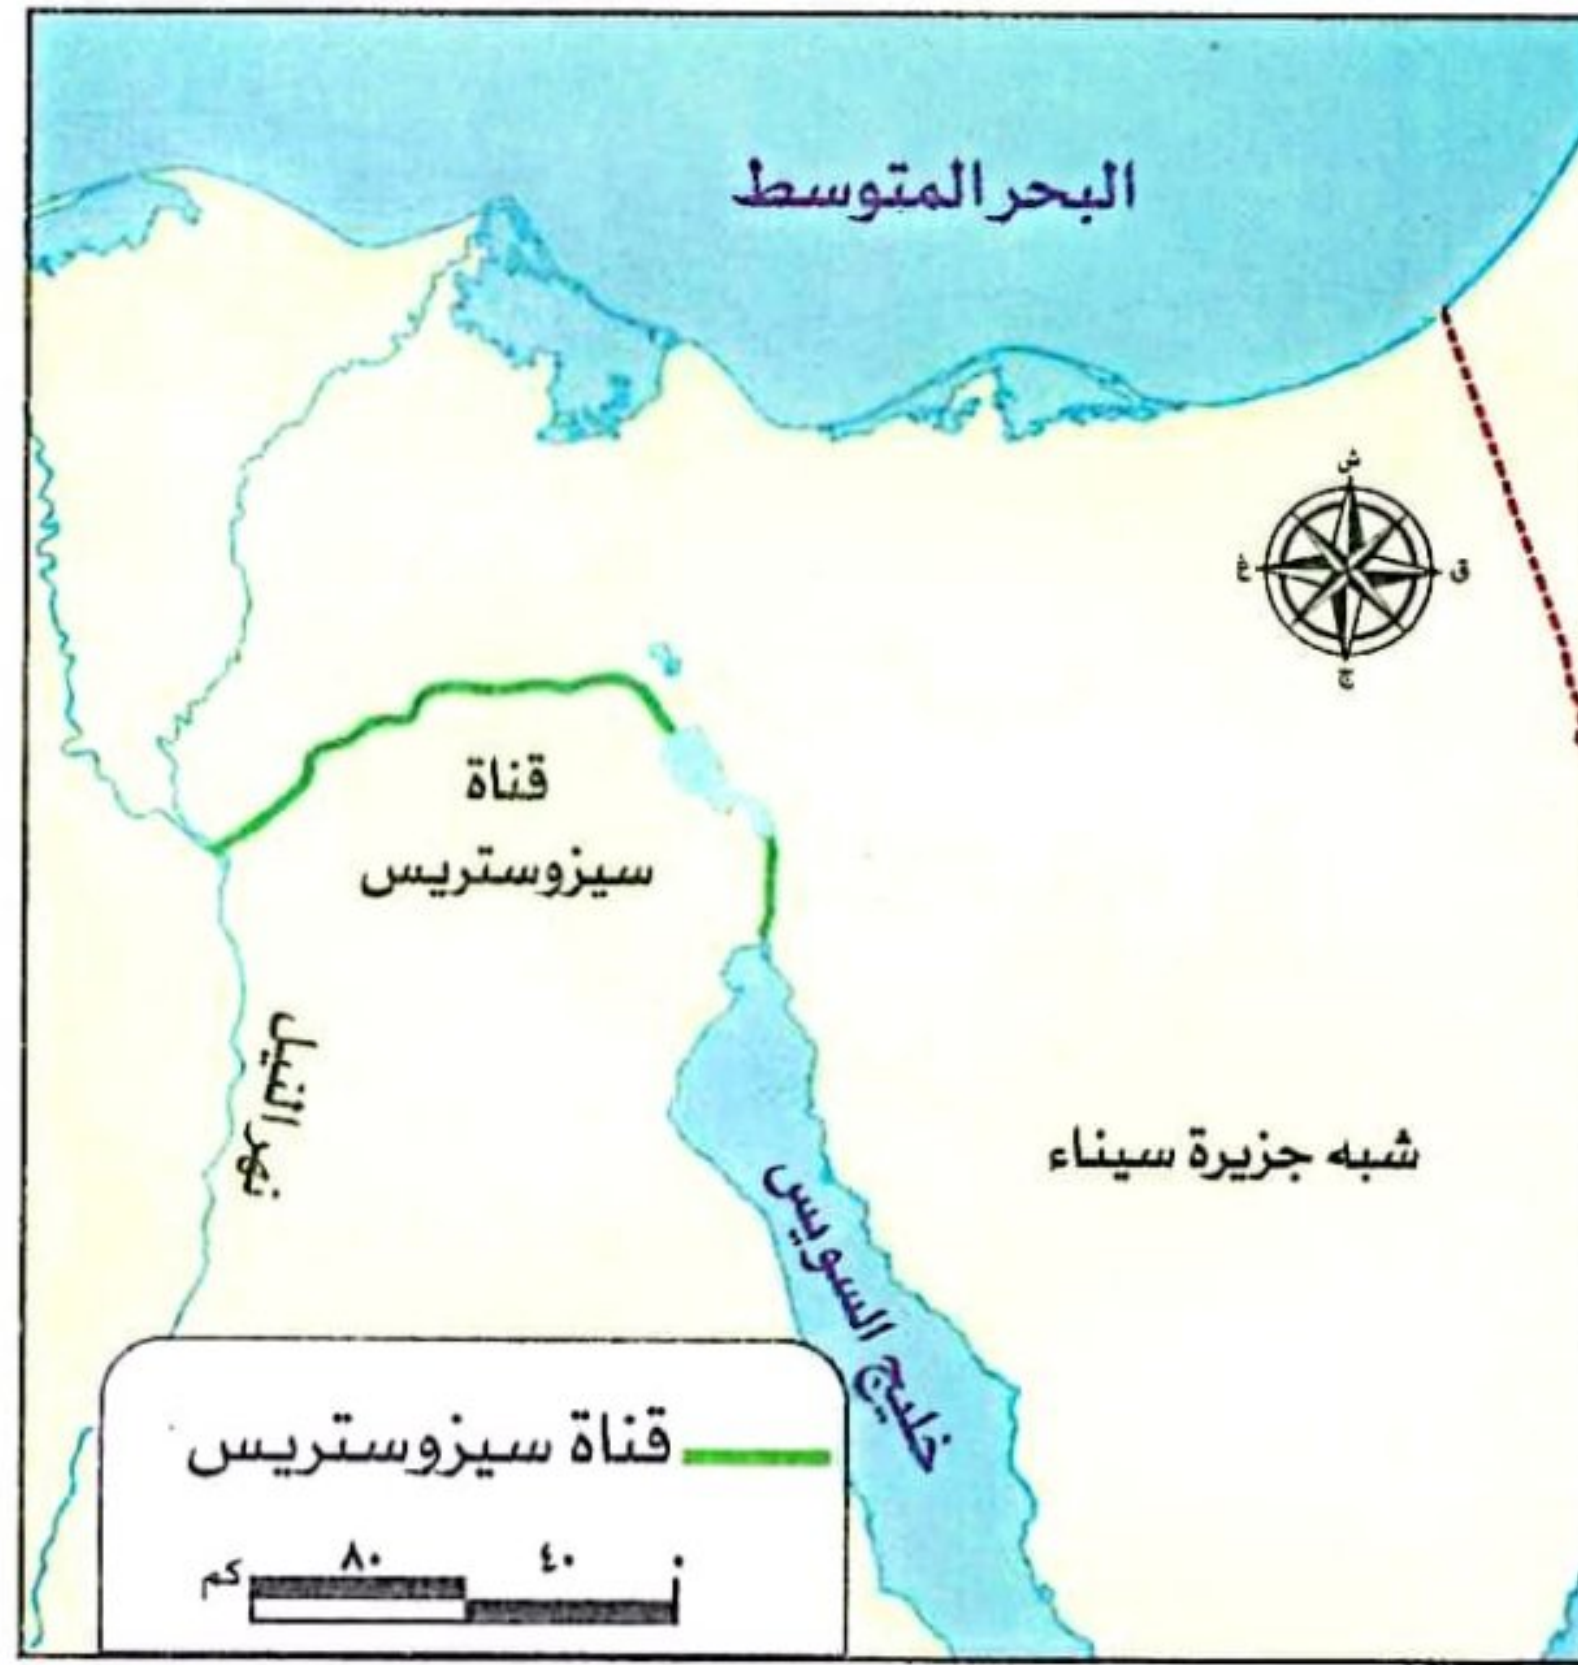 البحر المتوسط
ش
غ
ق
ج
قناة
سيزوستريس
نهر النيل
شبه جزيرة سيناء
خليج السويس
قناة سيزوستريس
٠ ٤٠ ٨٠ كم